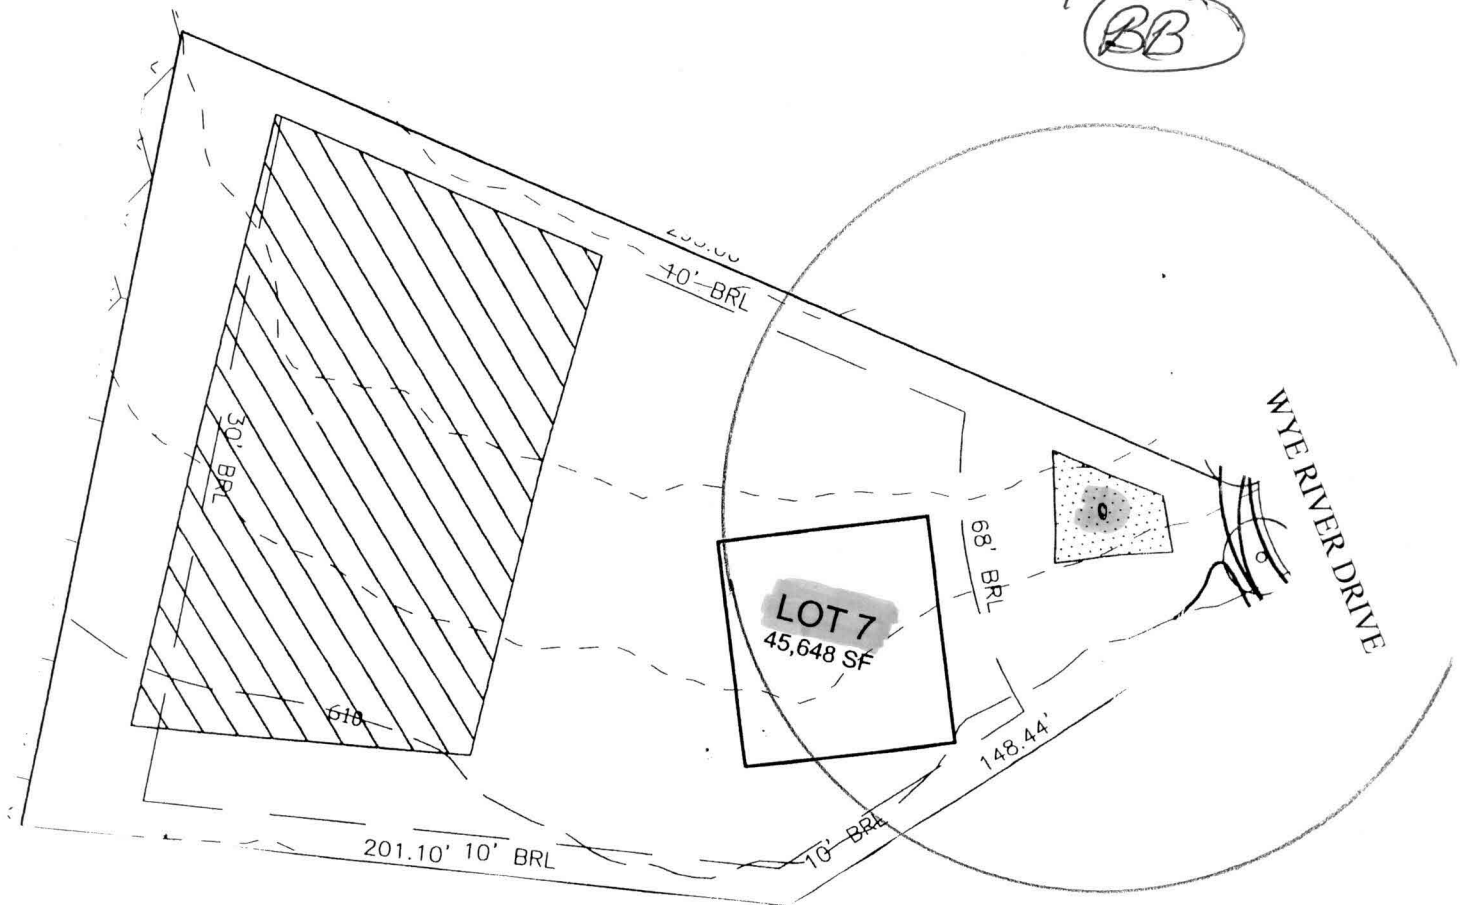 BB
10' BRL
WYE RIVER DRIVE
30' BRL
68' BRL
LOT 7
45,648 SF
610
148.44'
10' BRL
201.10' 10' BRL